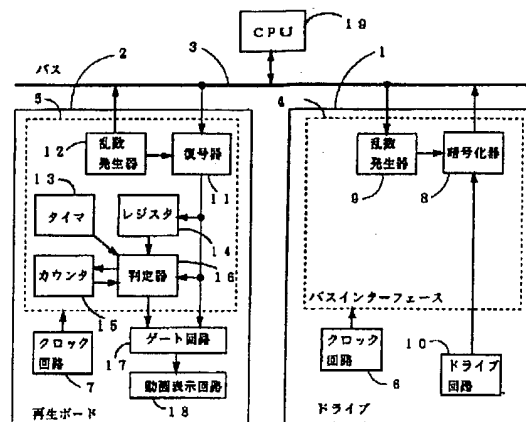 CPU
19
バス
2
3
1
5
4
12
乱数
発生器
復号器
11
乱数
発生器
9
暗号化器
8
13
タイマ
レジスタ
14
カウンタ
判定器
16
15
バスインターフェース
クロック
回路
7
17
ゲート回路
動画表示回路
18
再生ボード
クロック
回路
6
10
ドライブ
回路
ドライブ